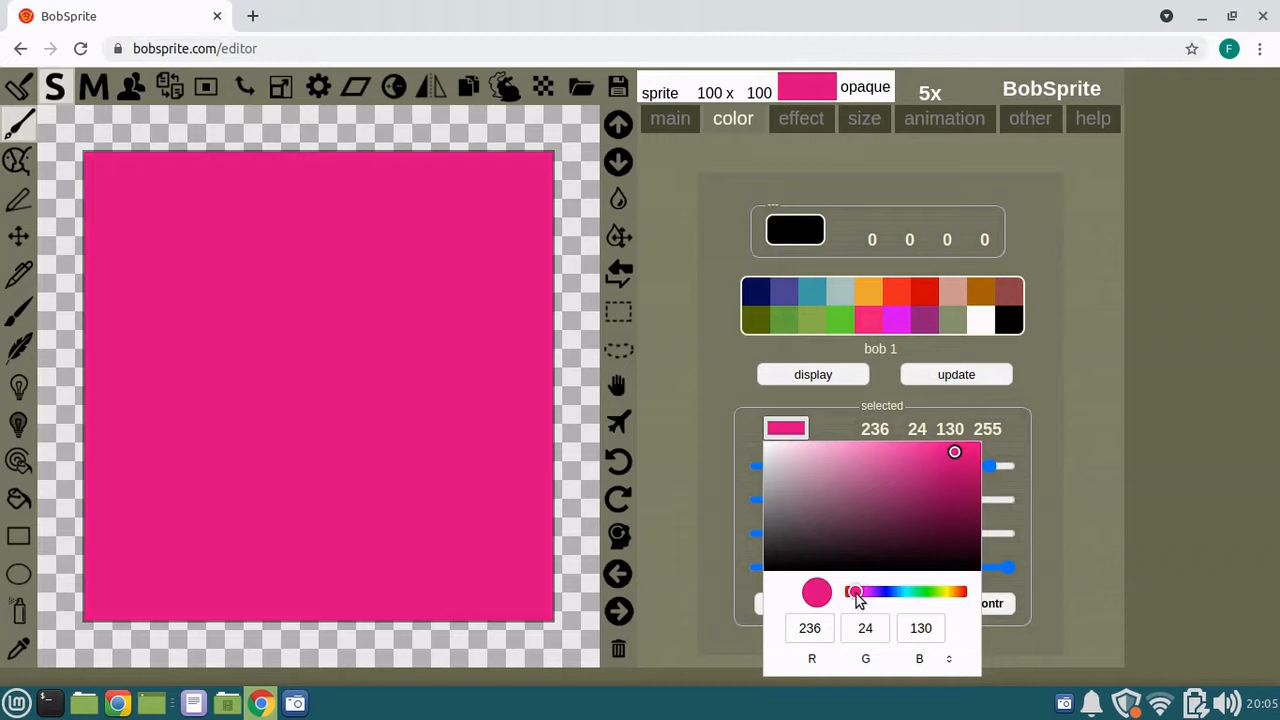 BobSprite
bobsprite.com/editor
F
S M
sprite 100 x 100 opaque 5x BobSprite
main color effect size animation other help
---
0 0 0 0
bob 1
display update
selected
236 24 130 255
ontr
236 24 130
R G B
20:05